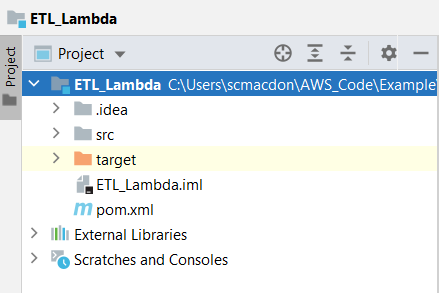 ETL_Lambda
Project
Project
ETL_Lambda C:\Users\scmacdon\AWS_Code\Example
.idea
src
target
ETL_Lambda.iml
m pom.xml
External Libraries
Scratches and Consoles